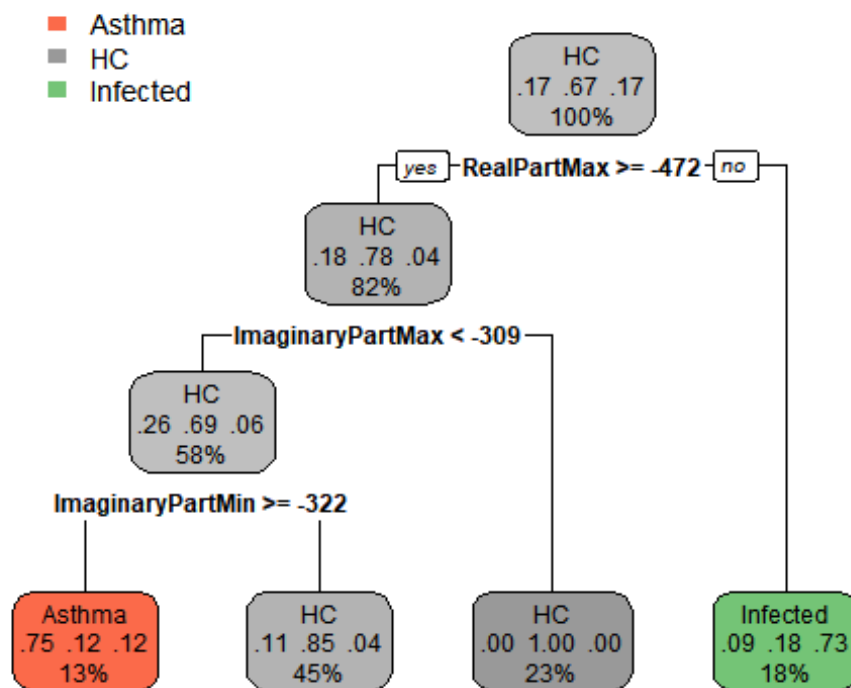 Asthma
HC
Infected
HC
.17 .67 .17
100%
yes RealPartMax >= -472 no
HC
.18 .78 .04
82%
ImaginaryPartMax < -309
HC
.26 .69 .06
58%
ImaginaryPartMin >= -322
Asthma
.75 .12 .12
13%
HC
.11 .85 .04
45%
HC
.00 1.00 .00
23%
Infected
.09 .18 .73
18%